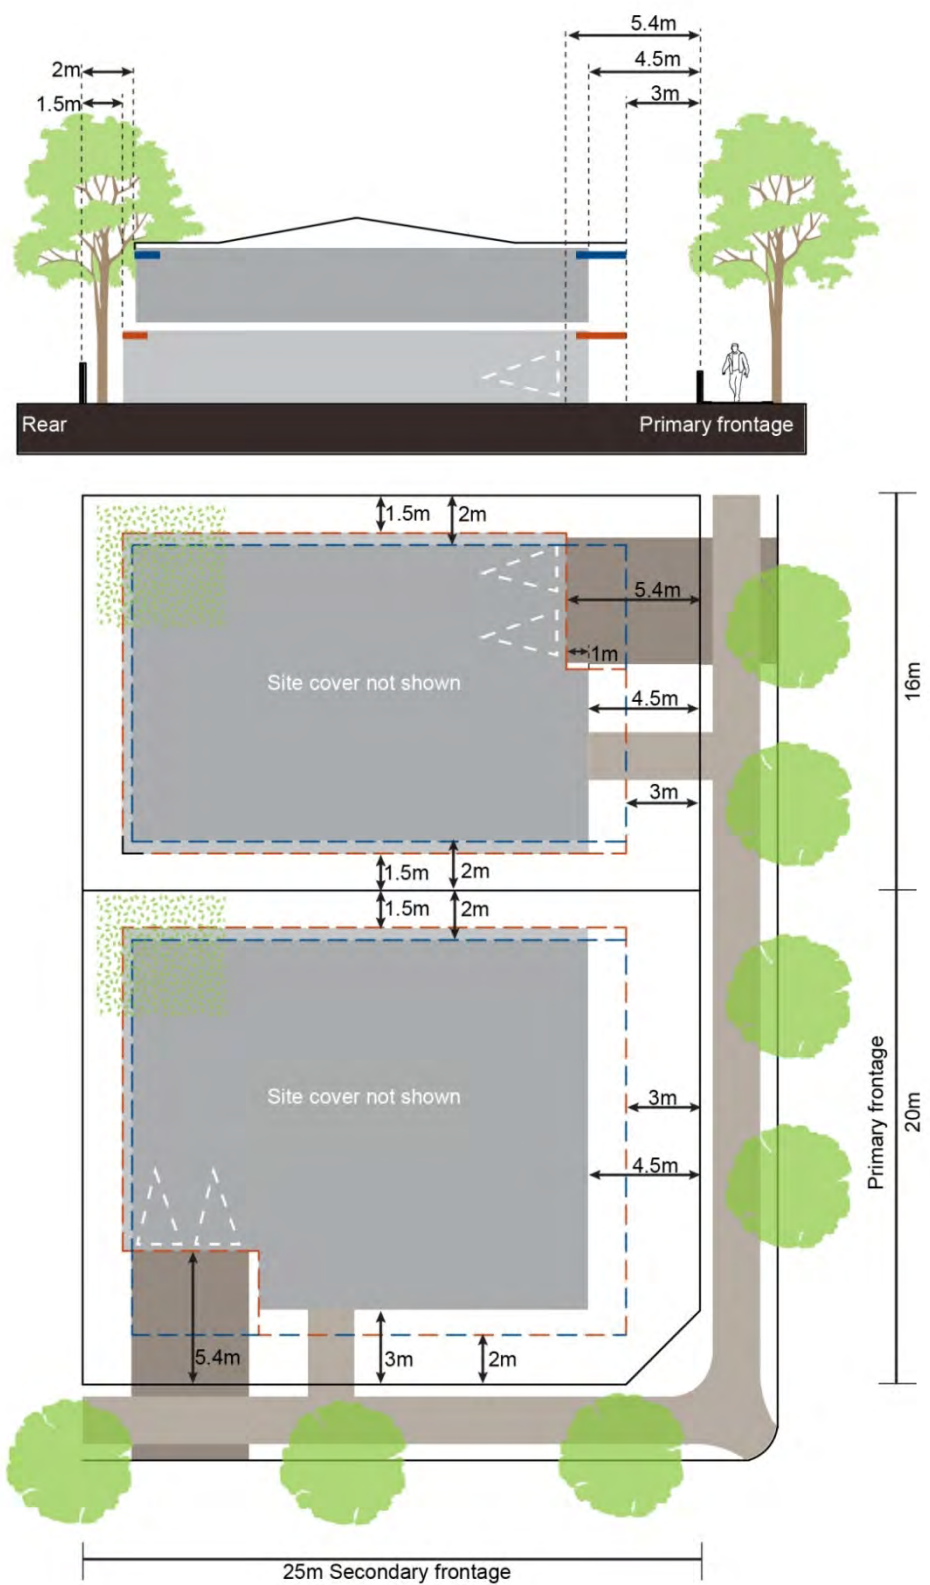 5.4m
4.5m
2m
3m
1.5m
Rear
Primary frontage
1.5m
2m
5.4m
1m
Site cover not shown
4.5m
16m
3m
1.5m
2m
1.5m
2m
Site cover not shown
3m
Primary frontage
20m
4.5m
5.4m
3m
2m
25m Secondary frontage